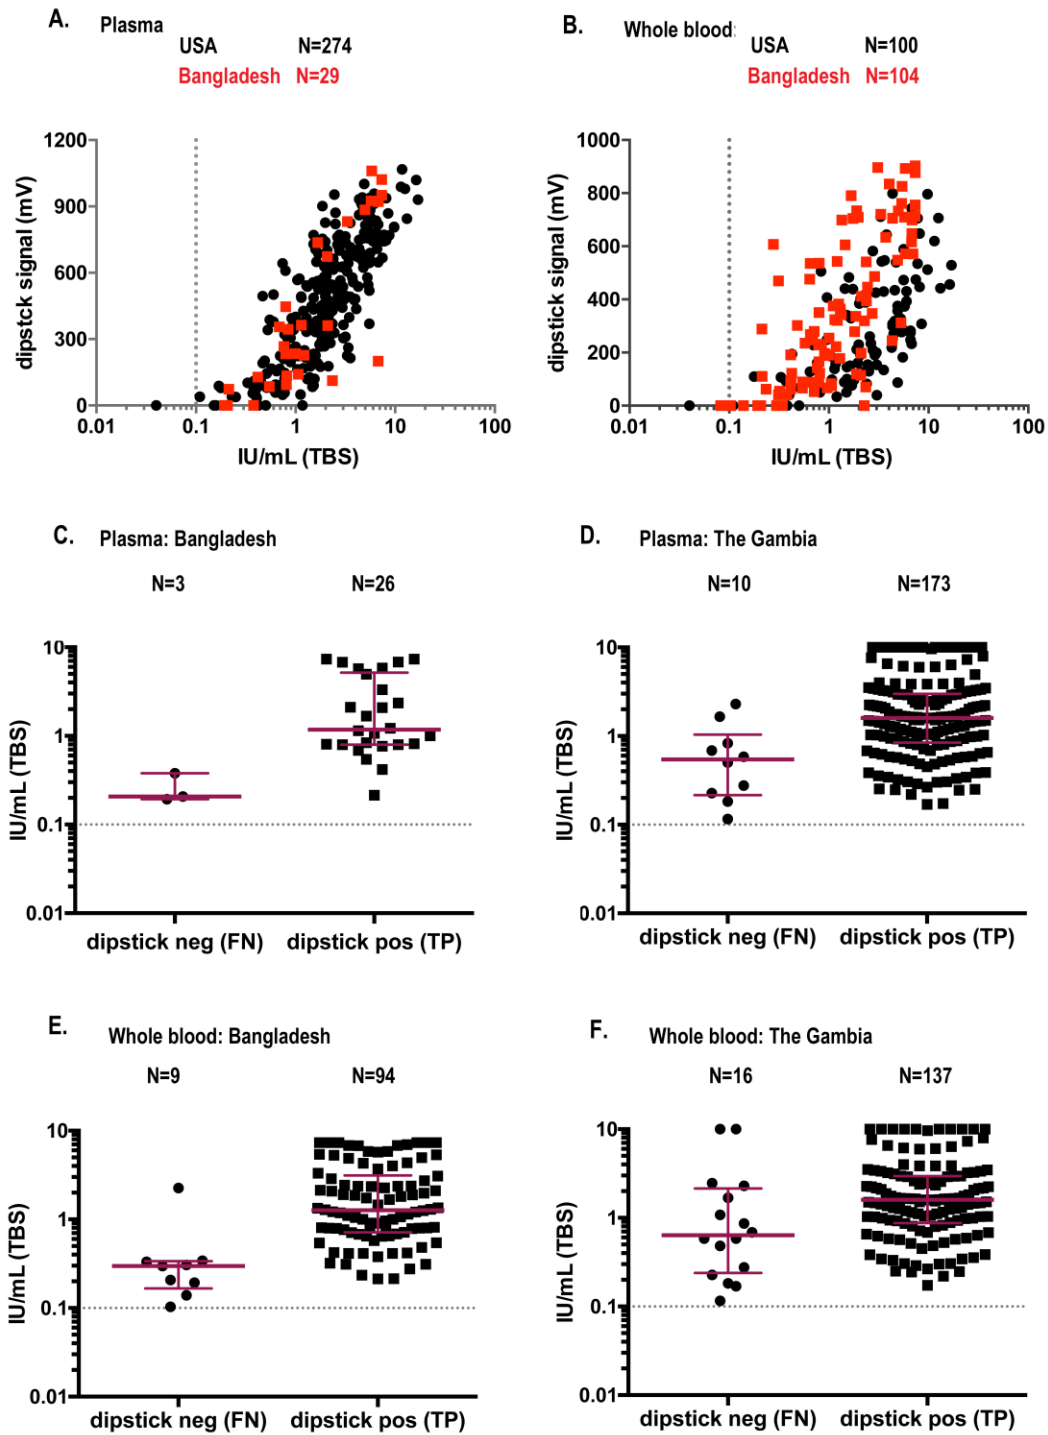 A. Plasma
USA N=274
Bangladesh N=29
1200
900
600
300
0
dipstck signal (mV)
0.01 0.1 1 10 100
IU/mL (TBS)
B. Whole blood:
USA N=100
Bangladesh N=104
1000
800
600
400
200
0
dipstick signal (mV)
0.01 0.1 1 10 100
IU/mL (TBS)
C. Plasma: Bangladesh
N=3 N=26
10
1
0.1
0.01
IU/mL (TBS)
dipstick neg (FN) dipstick pos (TP)
D. Plasma: The Gambia
N=10 N=173
10
1
0.1
0.01
IU/mL (TBS)
dipstick neg (FN) dipstick pos (TP)
E. Whole blood: Bangladesh
N=9 N=94
10
1
0.1
0.01
IU/mL (TBS)
dipstick neg (FN) dipstick pos (TP)
F. Whole blood: The Gambia
N=16 N=137
10
1
0.1
0.01
IU/mL (TBS)
dipstick neg (FN) dipstick pos (TP)